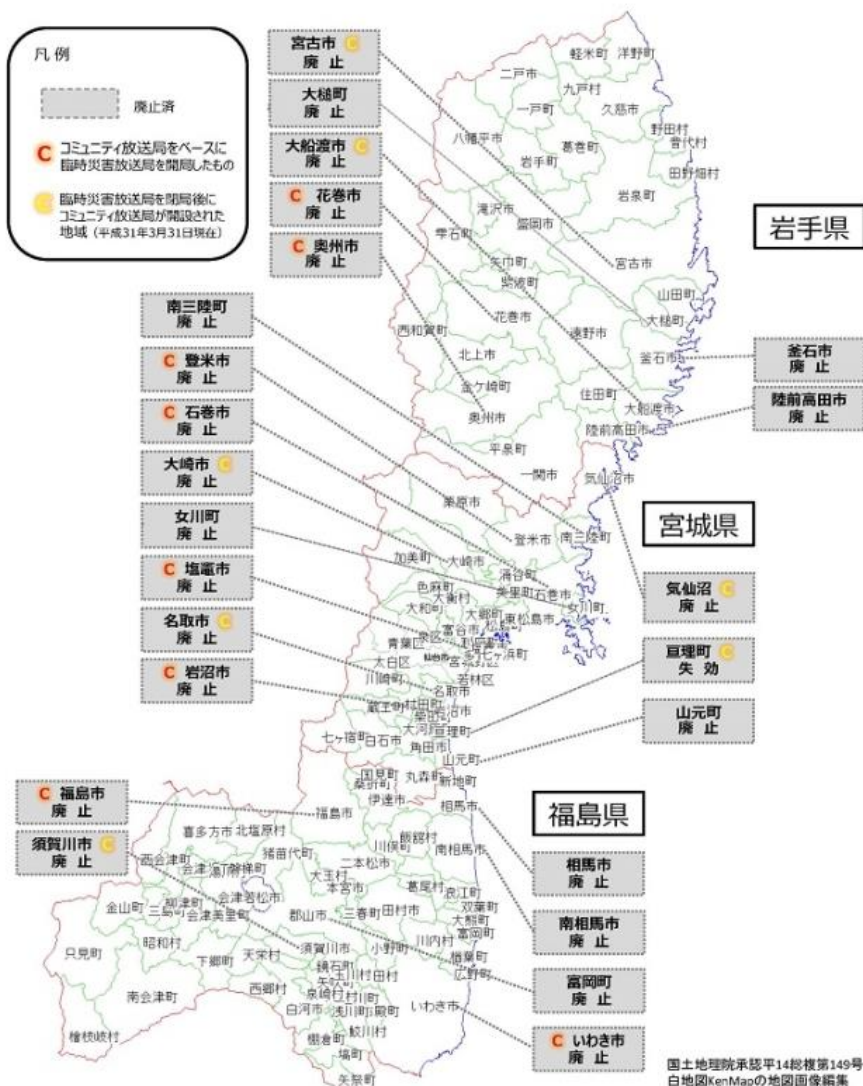 凡 例
廃止済
C コミュニティ放送局をベースに
臨時災害放送局を開局したもの
C 臨時災害放送局を閉局後に
コミュニティ放送局が開設された
地域(平成31年3月31日現在)
宮古市 C
廃 止
大槌町
廃 止
大船渡市 C
廃 止
C 花巻市
廃 止
C 奥州市
廃 止
岩手県
軽米町
洋野町
二戸市
九戸村
一戸町
久慈市
野田村
普代村
八幡平市
葛巻町
岩手町
田野畑村
岩泉町
滝沢市
盛岡市
雫石町
矢巾町
紫波町
宮古市
山田町
大槌町
花巻市
西和賀町
遠野市
釜石市
北上市
金ケ崎町
住田町
奥州市
大船渡市
陸前高田市
平泉町
一関市
釜石市
廃 止
陸前高田市
廃 止
南三陸町
廃 止
C 登米市
廃 止
C 石巻市
廃 止
大崎市 C
廃 止
女川町
廃 止
C 塩竈市
廃 止
名取市 C
廃 止
C 岩沼市
廃 止
宮城県
気仙沼市
栗原市
登米市
南三陸町
加美町
大崎市
涌谷町
色麻町
美里町
石巻市
大衡村
女川町
大和町
大郷町
東松島市
富谷市
青葉区
泉区
七ヶ浜町
太白区
川崎町
若林区
名取市
蔵王町
村田町
亘理町
七ヶ宿町
白石市
角田市
山元町
丸森町
気仙沼
廃 止
亘理町 C
失 効
山元町
廃 止
C 福島市
廃 止
須賀川市 C
廃 止
福島県
国見町
桑折町
新地町
伊達市
相馬市
福島市
喜多方市
北塩原村
飯舘村
川俣町
南相馬市
西会津町
猪苗代町
二本松市
大玉村
本宮市
葛尾村
浪江町
会津若松市
双葉町
大熊町
金山町
柳津町
三島町
会津美里町
郡山市
三春町
田村市
富岡町
昭和村
川内村
楢葉町
只見町
須賀川市
小野町
広野町
下郷町
天栄村
鏡石町
西郷村
泉崎村
南会津町
白河市
浅川町
いわき市
檜枝岐村
棚倉町
鮫川村
塙町
矢祭町
相馬市
廃 止
南相馬市
廃 止
富岡町
廃 止
C いわき市
廃 止
国土地理院承認平14総複第149号
白地図KenMapの地図画像編集